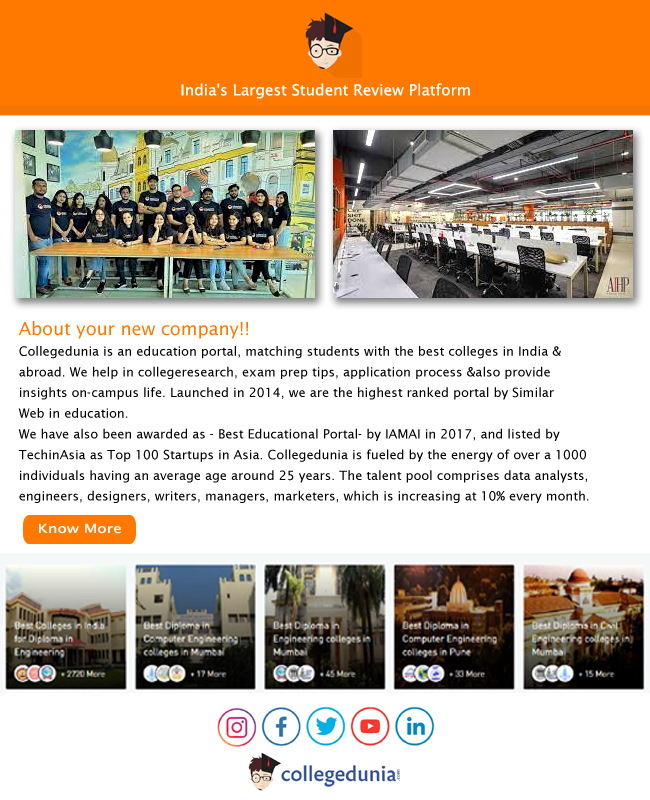 India's Largest Student Review Platform
AIHP
About your new company!!
Collegedunia is an education portal, matching students with the best colleges in India &
abroad. We help in collegeresearch, exam prep tips, application process &also provide
insights on-campus life. Launched in 2014, we are the highest ranked portal by Similar
Web in education.
We have also been awarded as - Best Educational Portal- by IAMAI in 2017, and listed by
TechinAsia as Top 100 Startups in Asia. Collegedunia is fueled by the energy of over a 1000
individuals having an average age around 25 years. The talent pool comprises data analysts,
engineers, designers, writers, managers, marketers, which is increasing at 10% every month.
Know More
Best Colleges in India
for Diploma in
Engineering
+ 2720 More
Best Diploma in
Computer Engineering
colleges in Mumbai
+ 17 More
Best Diploma in
Engineering colleges in
Mumbai
+ 45 More
Best Diploma in
Computer Engineering
colleges in Pune
+ 33 More
Best Diploma in Civil
Engineering colleges in
Mumbai
+ 15 More
collegedunia
.com